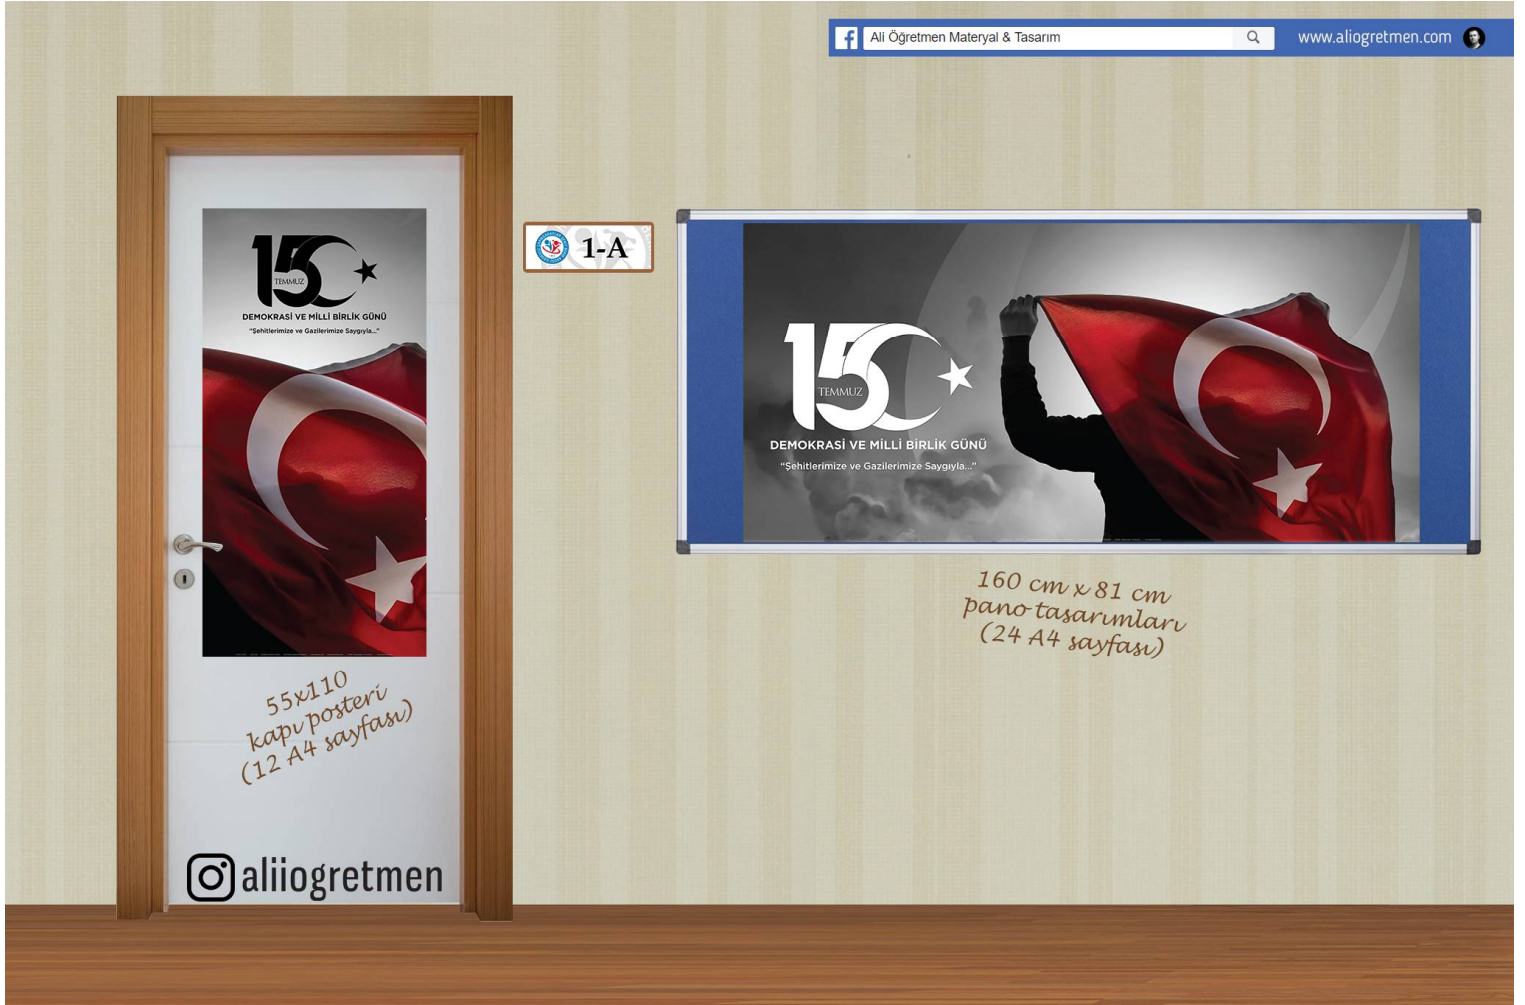 Ali Öğretmen Materyal & Tasarım
www.aliogretmen.com
15
TEMMUZ
DEMOKRASİ VE MİLLİ BİRLİK GÜNÜ
"Şehitlerimize ve Gazilerimize Saygıyla..."
1-A
15
TEMMUZ
DEMOKRASİ VE MİLLİ BİRLİK GÜNÜ
"Şehitlerimize ve Gazilerimize Saygıyla..."
160 cm x 81 cm
pano tasarımları
(24 A4 sayfası)
55x110
kapı posteri
(12 A4 sayfası)
aliiogretmen